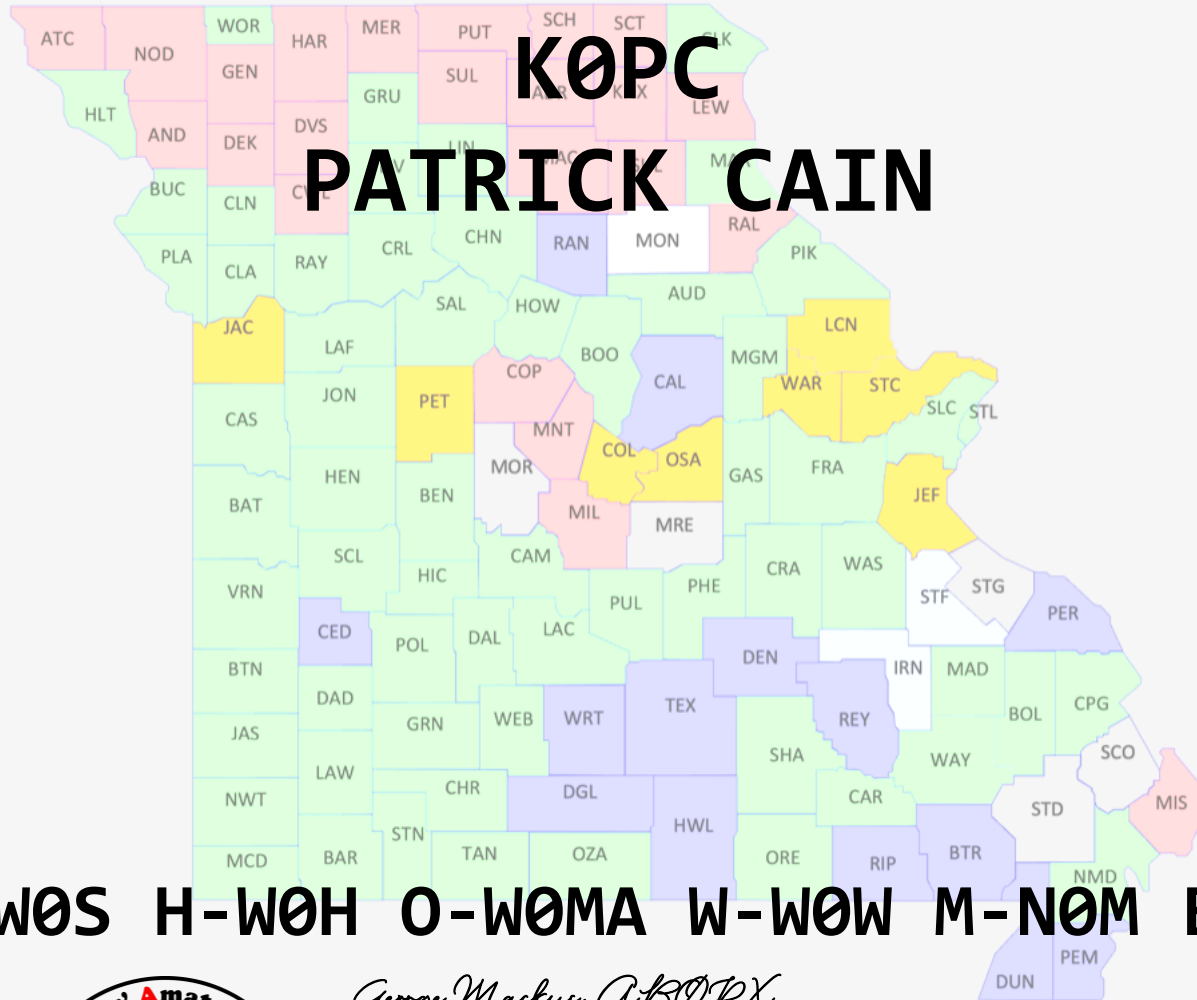 K0PC
PATRICK CAIN
ATC NOD WOR HAR MER PUT SCH SCT CLK
GEN SUL
HLT GRU LEW
AND DEK DVS LIN
BUC CLN
PLA CLA RAY CRL CHN RAN MON RAL PIK
JAC SAL HOW AUD LCN
LAF BOO MGM
CAS JON PET COP CAL WAR STC SLC STL
MNT COL OSA
BAT HEN BEN MOR GAS FRA JEF
MIL MRE
SCL CAM CRA WAS
VRN HIC PUL PHE STF STG PER
CED POL DAL LAC DEN
BTN DAD IRN MAD
JAS GRN WEB WRT TEX REY BOL CPG
LAW SHA WAY SCO
NWT CHR DGL CAR STD MIS
STN HWL
MCD BAR TAN OZA ORE RIP BTR NMD
W0S H-W0H O-W0MA W-W0W M-N0M
DUN PEM